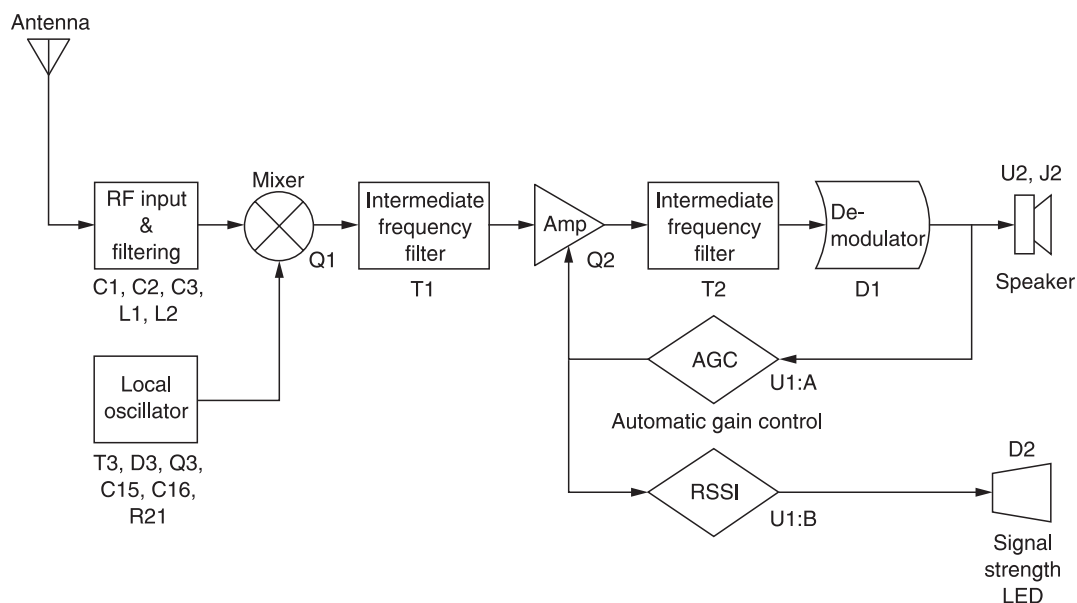 Antenna
RF input
&
filtering
C1, C2, C3,
L1, L2
Mixer
Q1
Intermediate
frequency
filter
T1
Amp
Q2
Intermediate
frequency
filter
T2
De-
modulator
D1
U2, J2
Speaker
Local
oscillator
T3, D3, Q3,
C15, C16,
R21
AGC
U1:A
Automatic gain control
RSSI
U1:B
D2
Signal
strength
LED